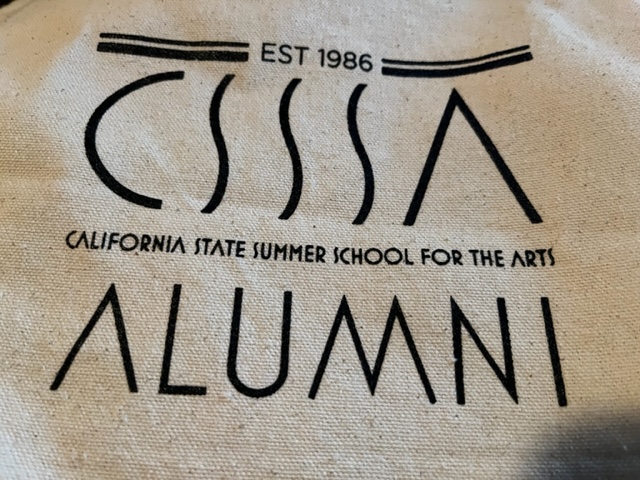 EST 1986
CSSSA
CALIFORNIA STATE SUMMER SCHOOL FOR THE ARTS
ALUMNI